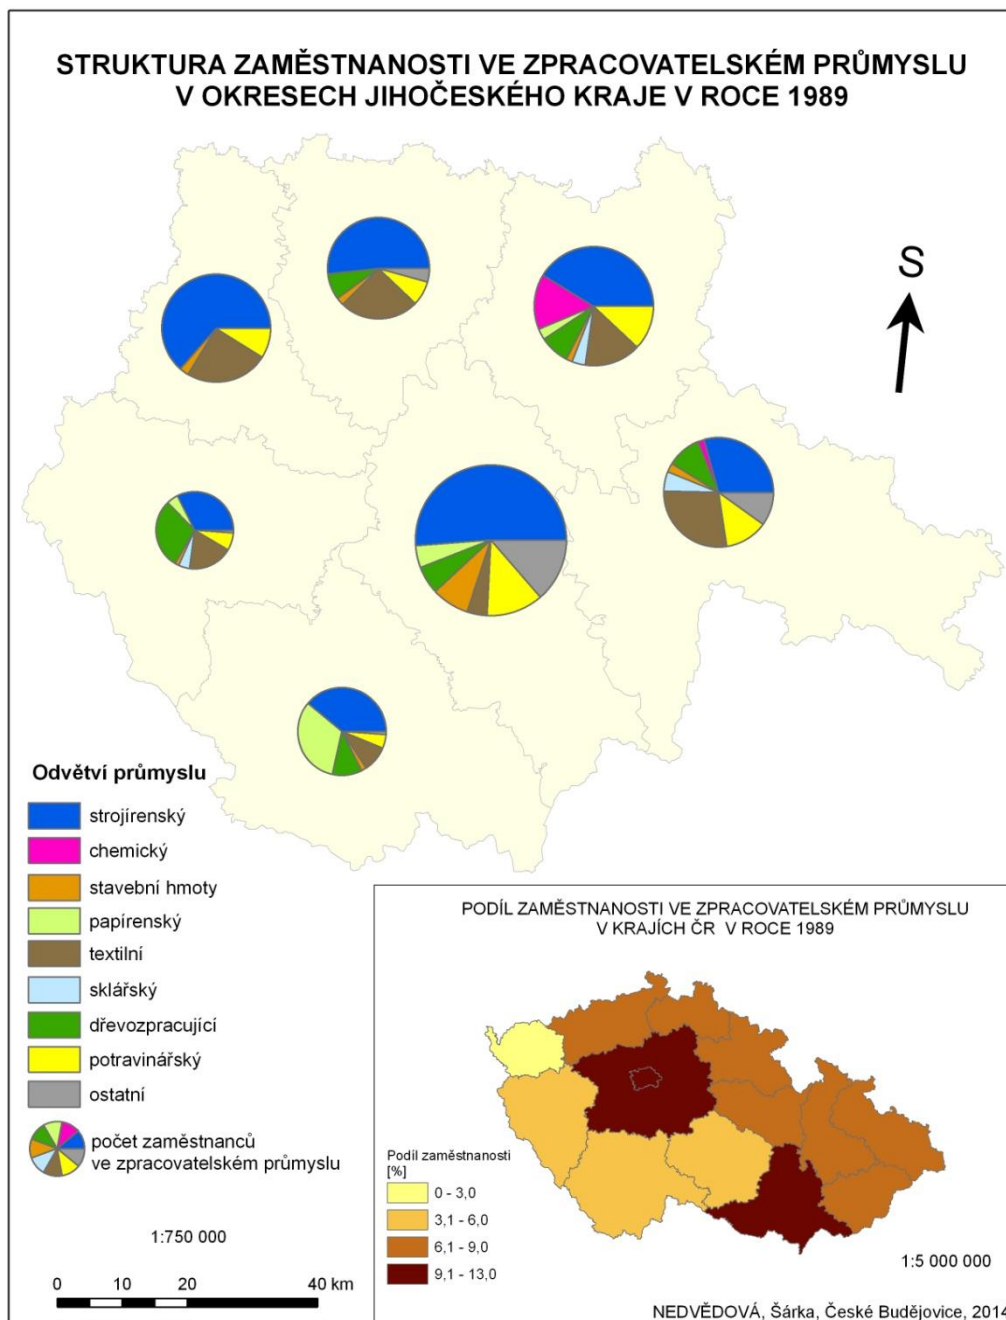 STRUKTURA ZAMĚSTNANOSTI VE ZPRACOVATELSKÉM PRŮMYSLU
V OKRESECH JIHOČESKÉHO KRAJE V ROCE 1989
S
Odvětví průmyslu
strojírenský
chemický
stavební hmoty
papírenský
textilní
sklářský
dřevozpracující
potravinářský
ostatní
počet zaměstnanců
ve zpracovatelském průmyslu
1:750 000
0 10 20 40 km
PODÍL ZAMĚSTNANOSTI VE ZPRACOVATELSKÉM PRŮMYSLU
V KRAJÍCH ČR V ROCE 1989
Podíl zaměstnanosti
[%]
0 - 3,0
3,1 - 6,0
6,1 - 9,0
9,1 - 13,0
1:5 000 000
NEDVĚDOVÁ, Šárka, České Budějovice, 2014